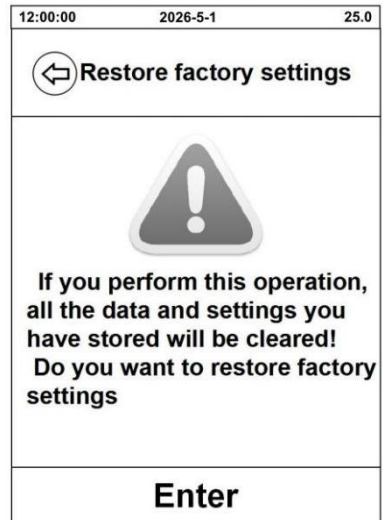 12:00:00 2026-5-1 25.0
Restore factory settings
If you perform this operation,
all the data and settings you
have stored will be cleared!
Do you want to restore factory
settings
Enter